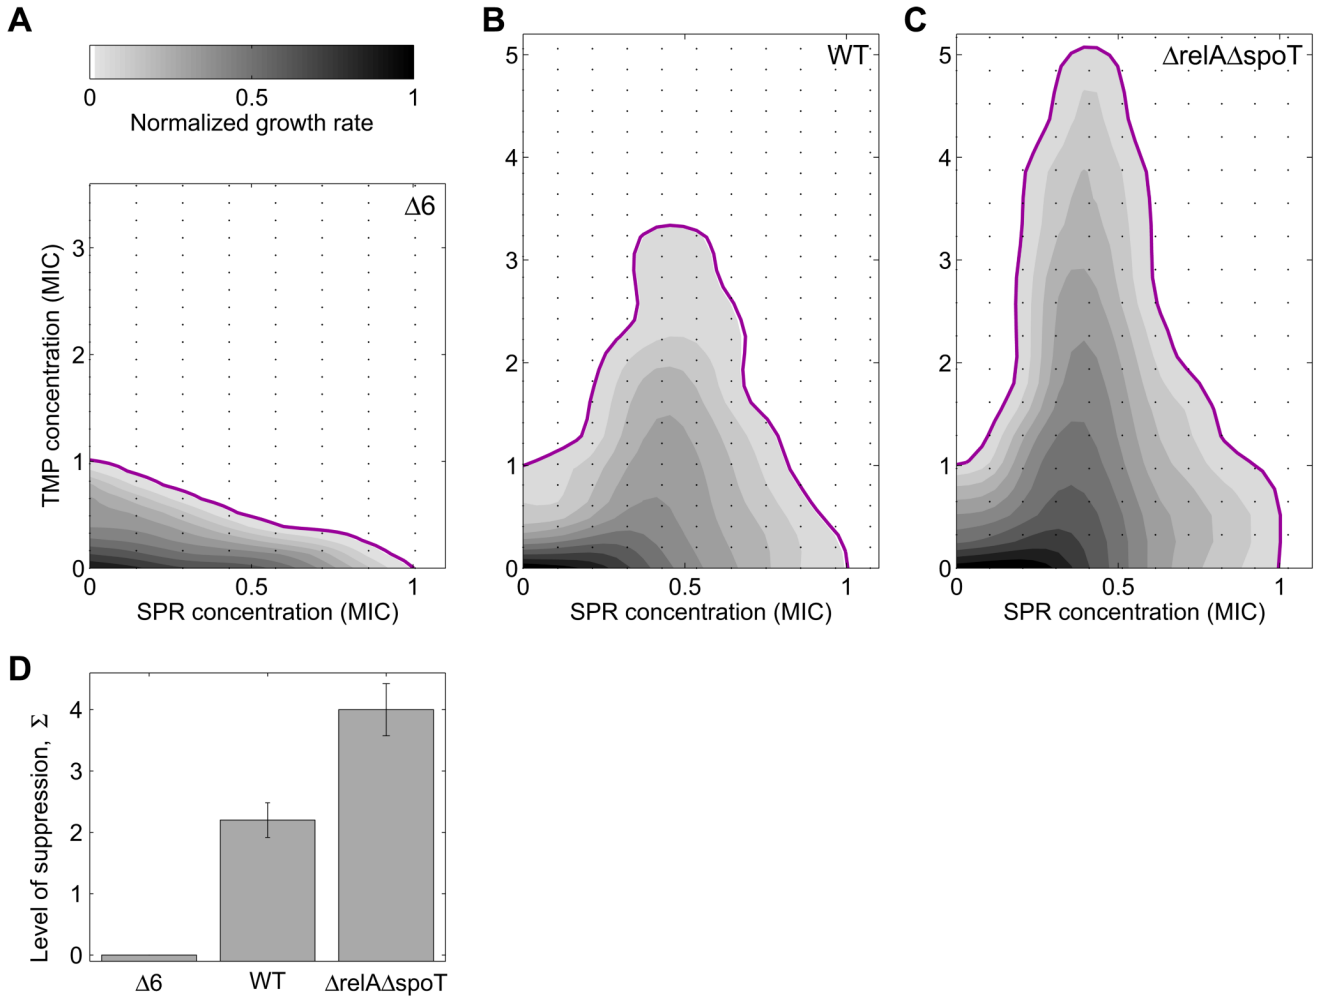 A
0 0.5 1
Normalized growth rate
Δ6
3
2
1
0
TMP concentration (MIC)
0 0.5 1
SPR concentration (MIC)
B
WT
5
4
3
2
1
0
0 0.5 1
SPR concentration (MIC)
C
ΔrelAΔspoT
5
4
3
2
1
0
0 0.5 1
SPR concentration (MIC)
D
Level of suppression, Σ
4
3
2
1
0
Δ6 WT ΔrelAΔspoT